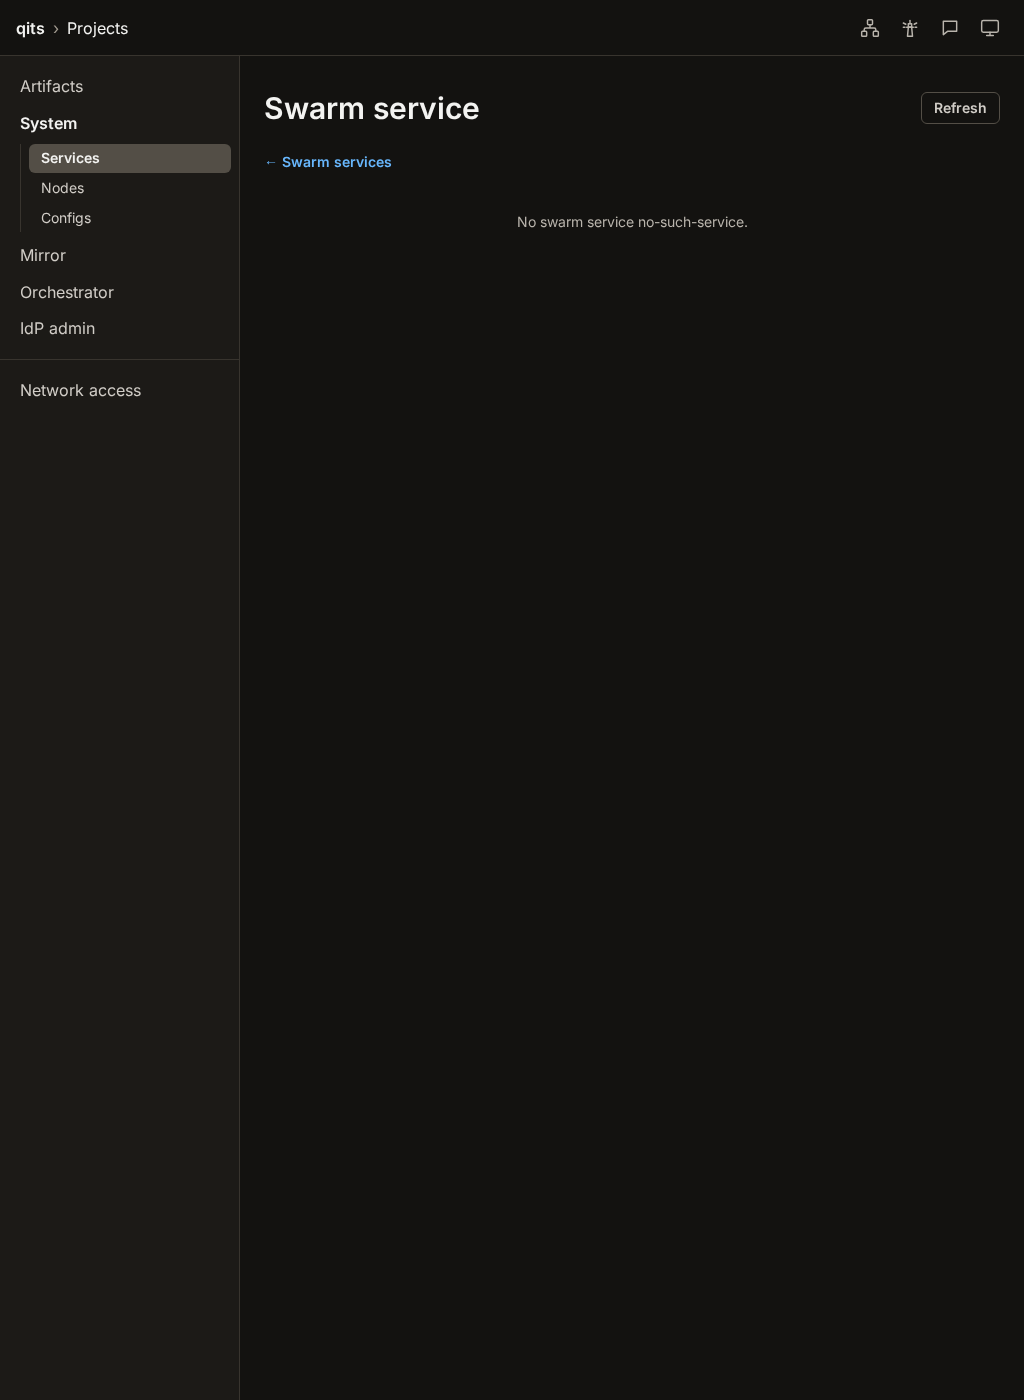 qits › Projects
Artifacts
System
Services
Nodes
Configs
Mirror
Orchestrator
IdP admin
Network access
Swarm service
Refresh
← Swarm services
No swarm service no-such-service.